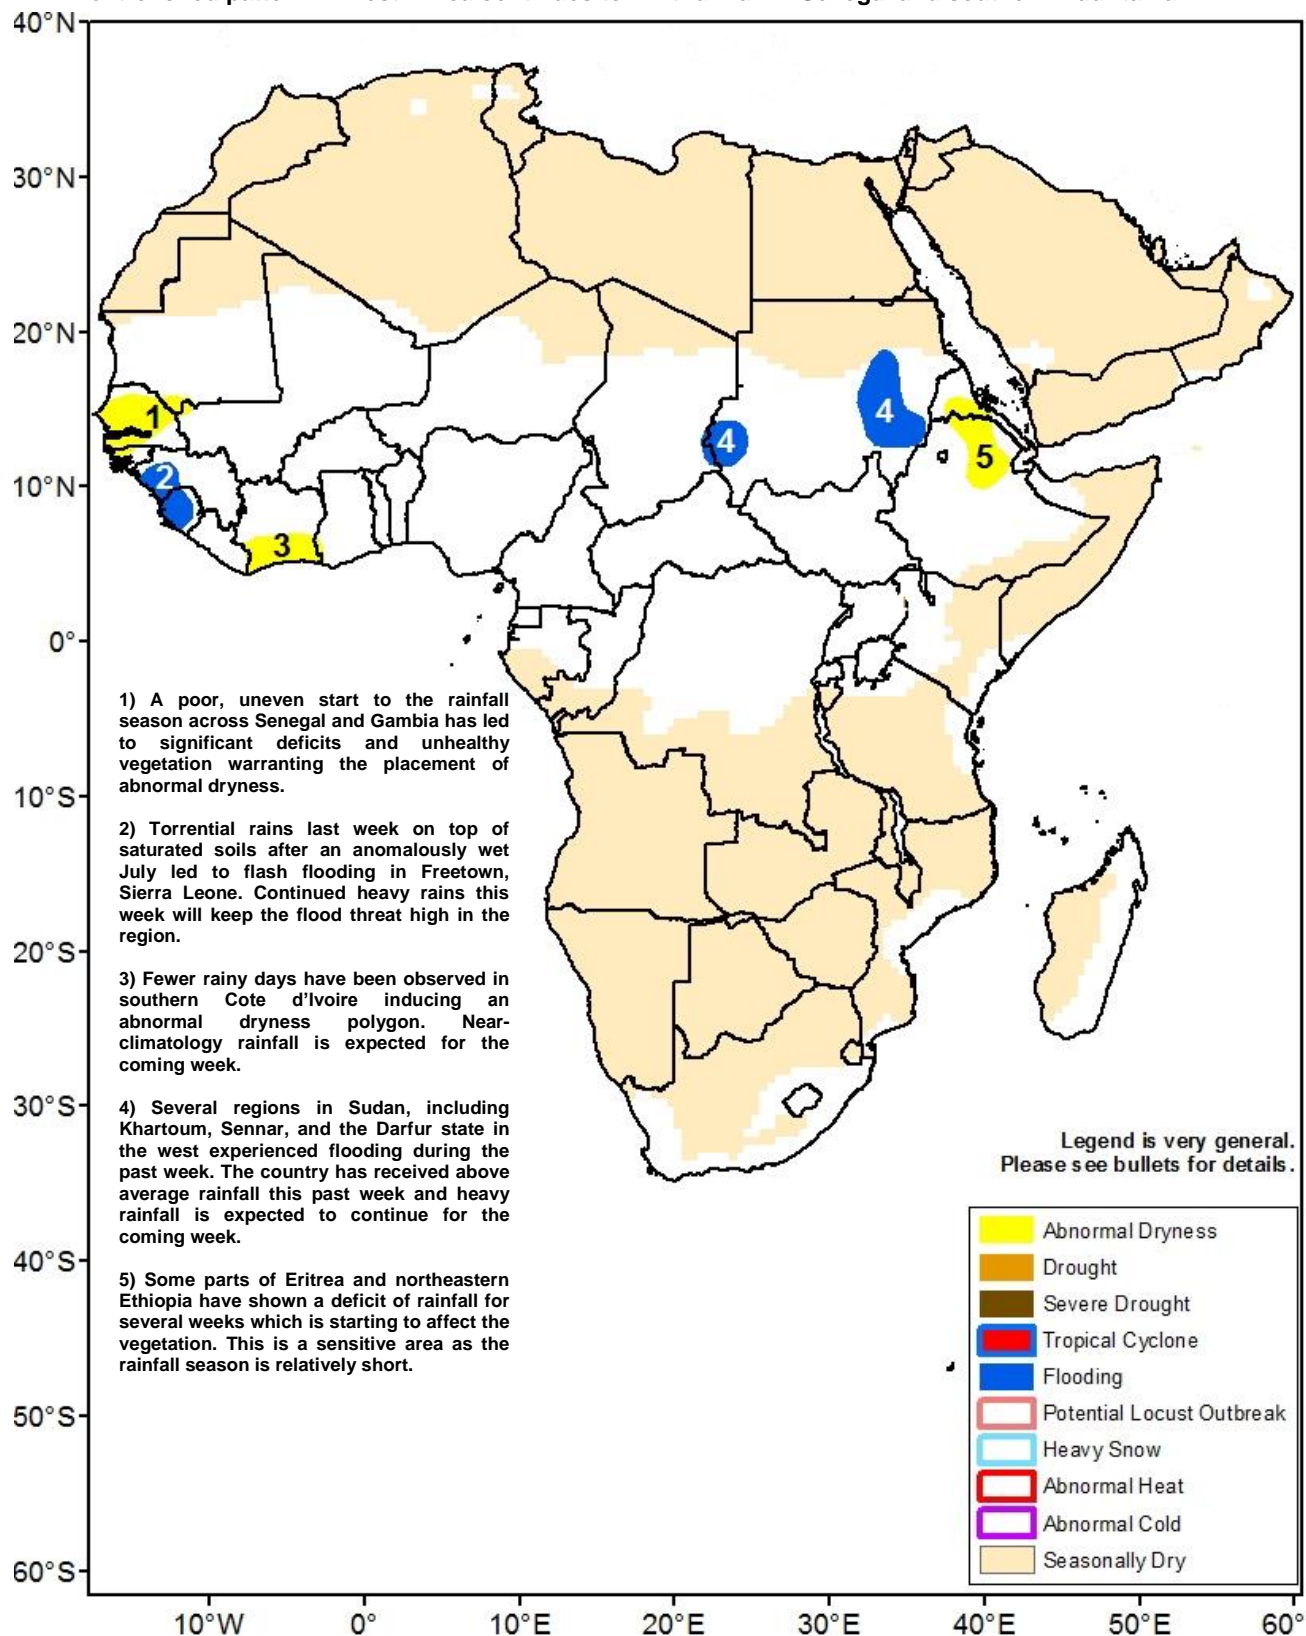 40°N
30°N
20°N
10°N
0°
10°S
20°S
30°S
40°S
50°S
60°S
1
2
3
4
4
5
1) A poor, uneven start to the rainfall
season across Senegal and Gambia has led
to significant deficits and unhealthy
vegetation warranting the placement of
abnormal dryness.
2) Torrential rains last week on top of
saturated soils after an anomalously wet
July led to flash flooding in Freetown,
Sierra Leone. Continued heavy rains this
week will keep the flood threat high in the
region.
3) Fewer rainy days have been observed in
southern Cote d'Ivoire inducing an
abnormal dryness polygon. Near-
climatology rainfall is expected for the
coming week.
4) Several regions in Sudan, including
Khartoum, Sennar, and the Darfur state in
the west experienced flooding during the
past week. The country has received above
average rainfall this past week and heavy
rainfall is expected to continue for the
coming week.
5) Some parts of Eritrea and northeastern
Ethiopia have shown a deficit of rainfall for
several weeks which is starting to affect the
vegetation. This is a sensitive area as the
rainfall season is relatively short.
Legend is very general.
Please see bullets for details.
Abnormal Dryness
Drought
Severe Drought
Tropical Cyclone
Flooding
Potential Locust Outbreak
Heavy Snow
Abnormal Heat
Abnormal Cold
Seasonally Dry
10°W 0° 10°E 20°E 30°E 40°E 50°E 60°